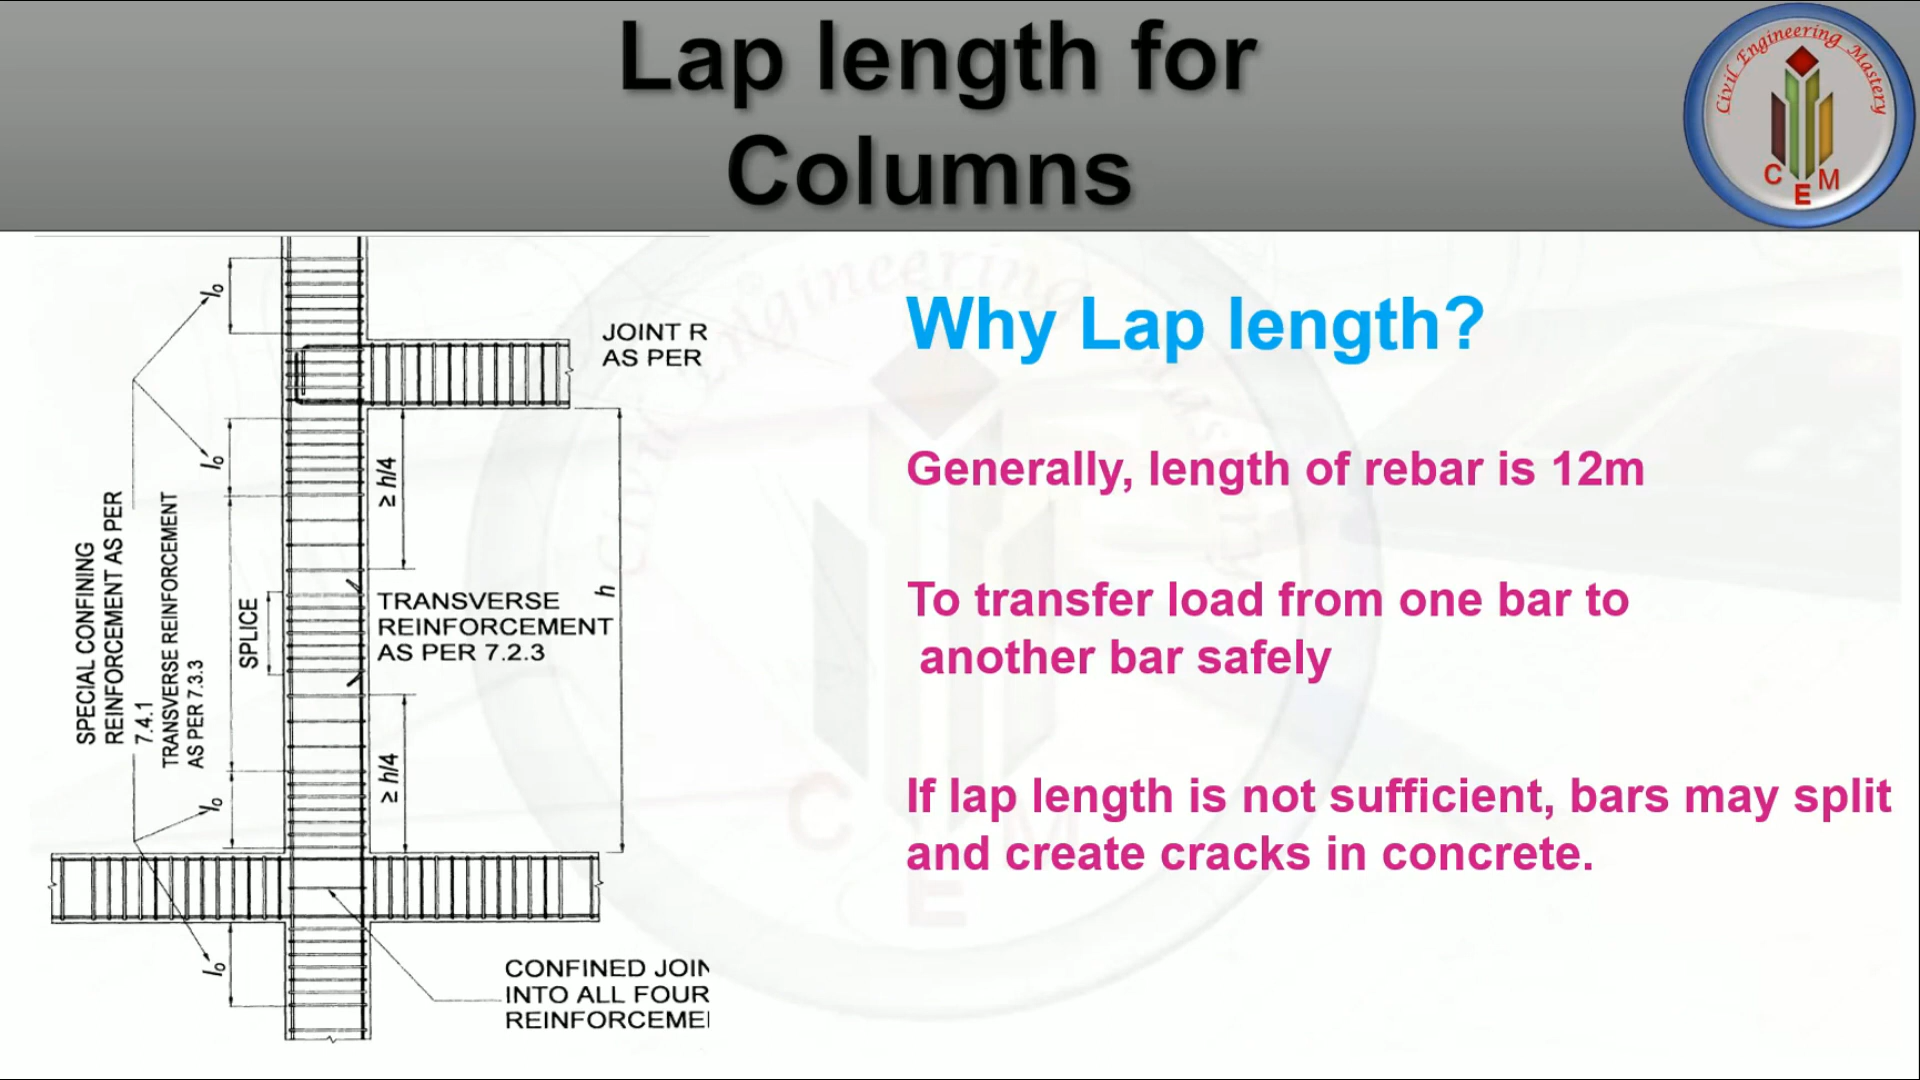 Lap length for
Columns
Civil Engineering Mastery
C E M
Why Lap length?
Generally, length of rebar is 12m
To transfer load from one bar to
another bar safely
If lap length is not sufficient, bars may split
and create cracks in concrete.
JOINT R
AS PER
lo
lo
≥ h/4
SPECIAL CONFINING
REINFORCEMENT AS PER
7.4.1
TRANSVERSE REINFORCEMENT
AS PER 7.3.3
SPLICE
TRANSVERSE
REINFORCEMENT
AS PER 7.2.3
h
≥ h/4
lo
lo
CONFINED JOIN
INTO ALL FOUR
REINFORCEME
Civil Engineering Mastery
C E M